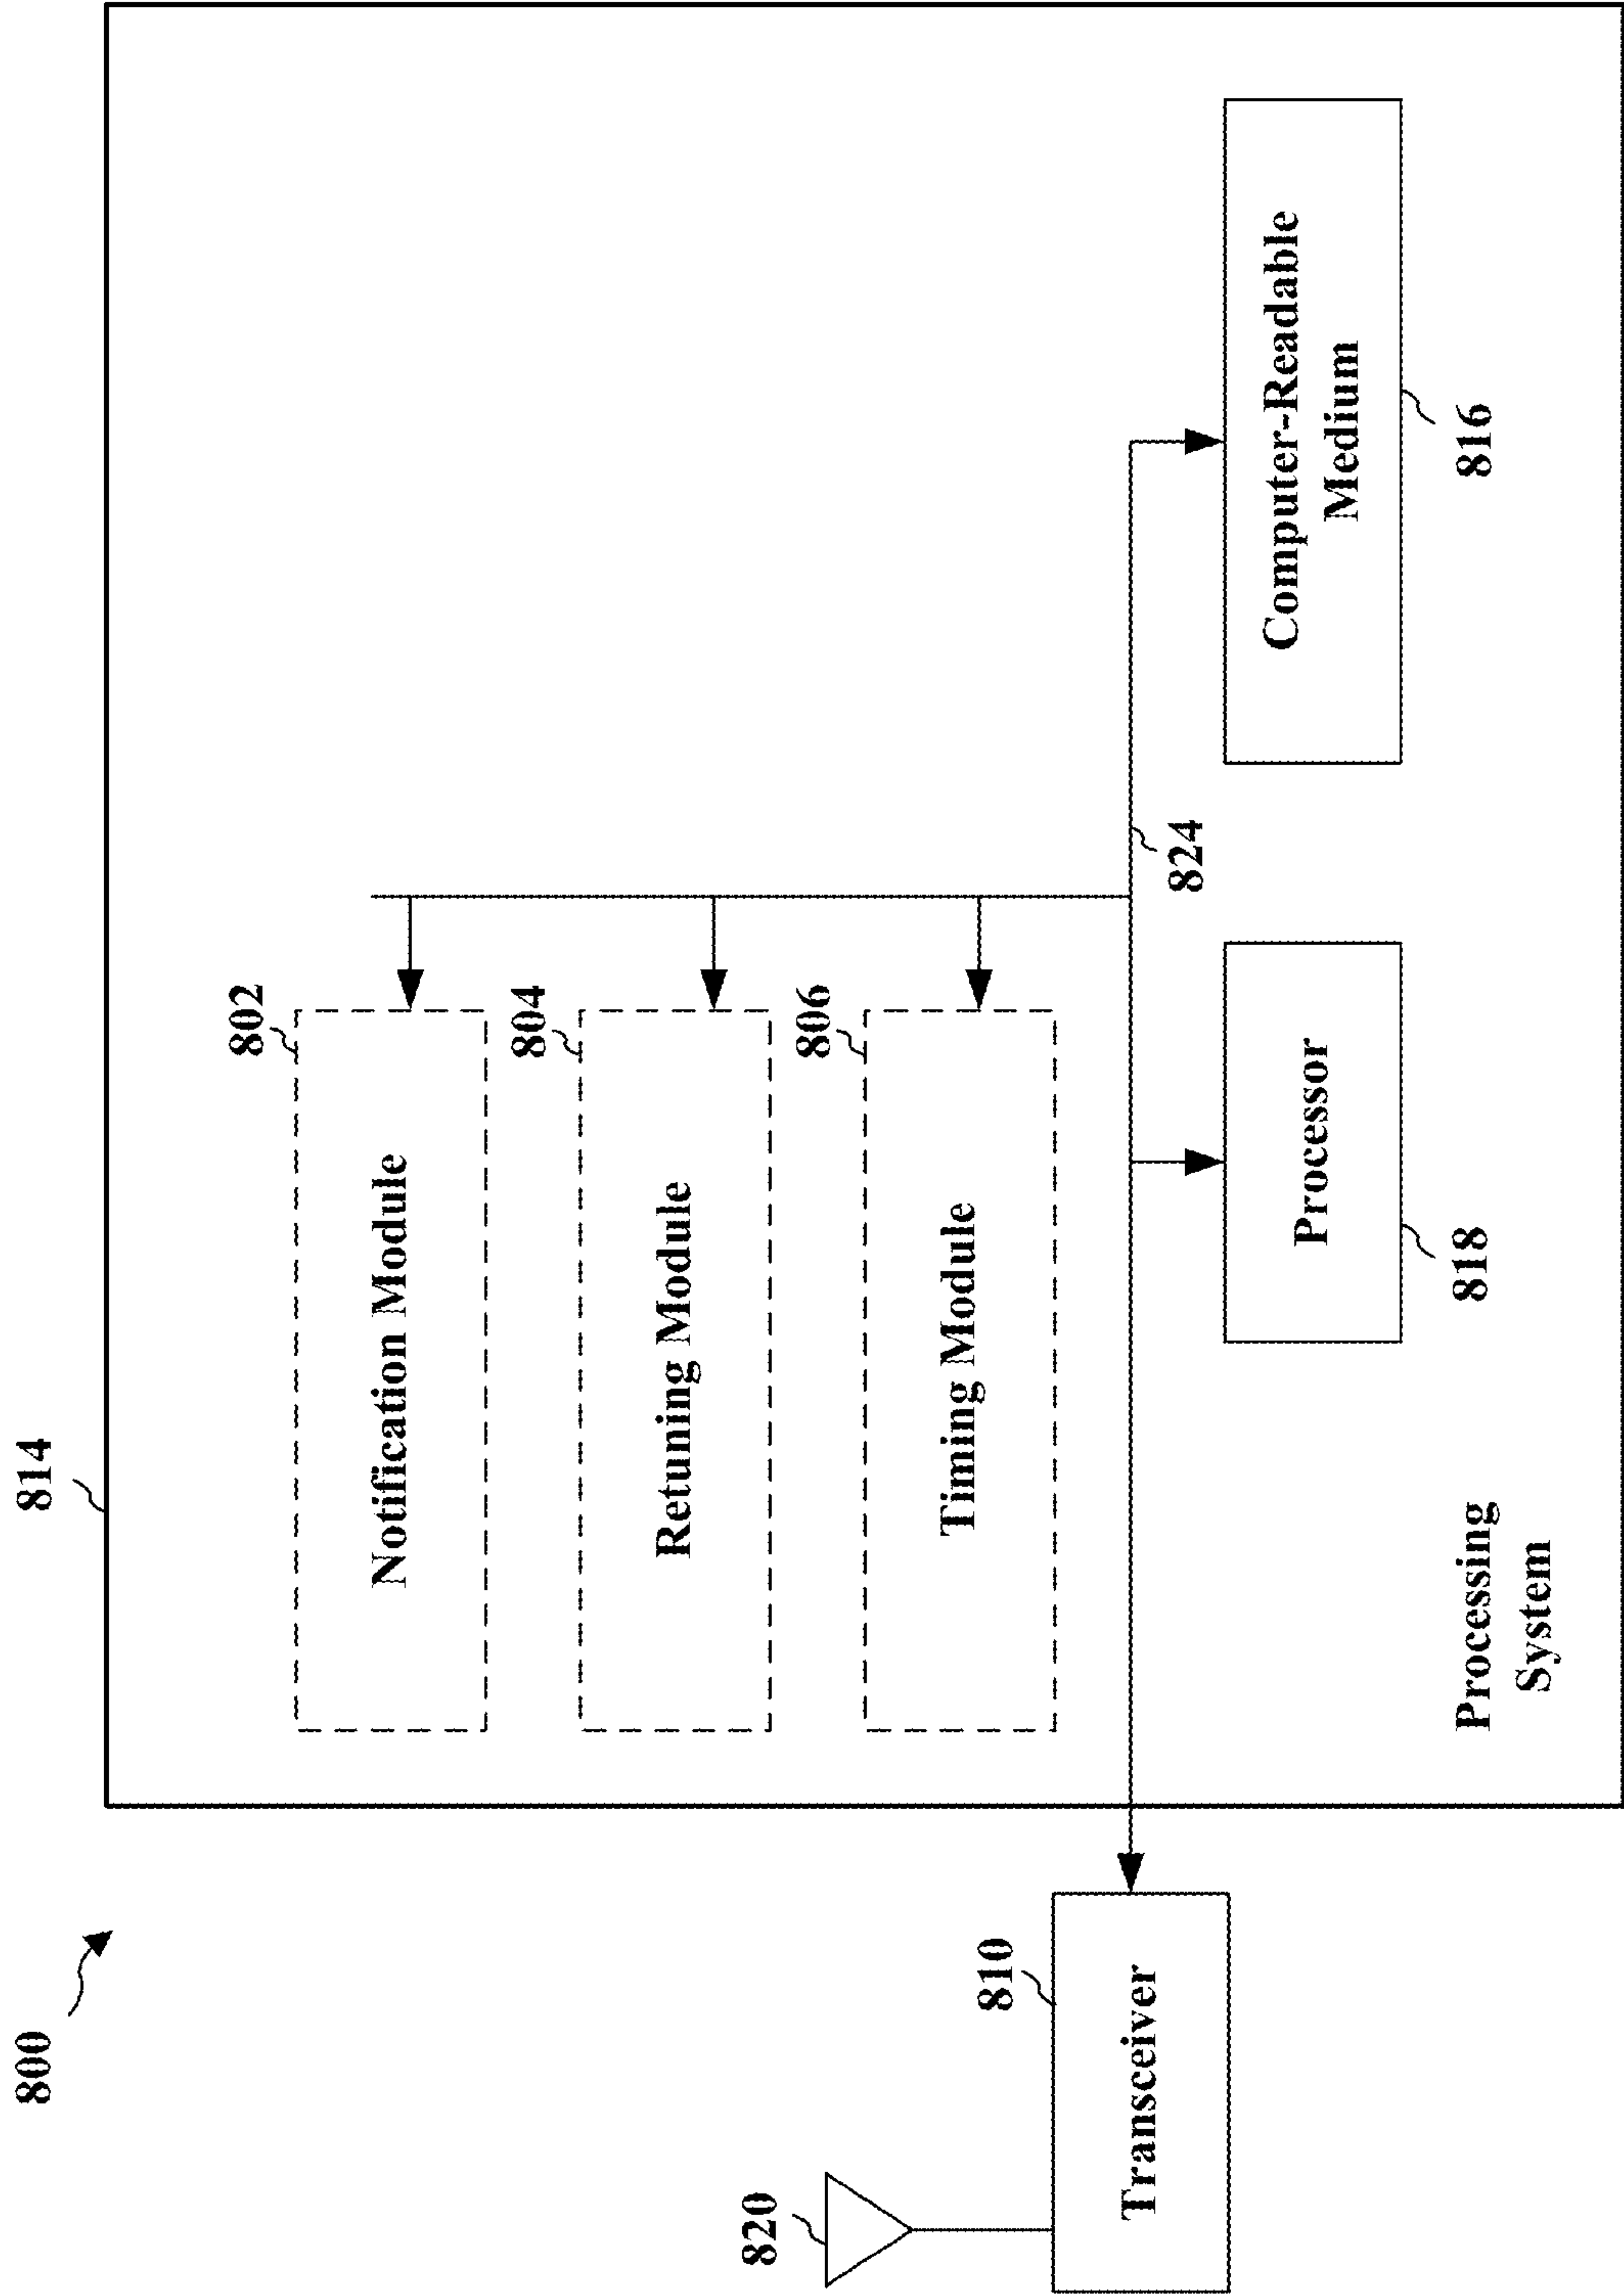 800
814
802
Notification Module
804
Retuning Module
806
Timing Module
820
810
Transceiver
824
Processor
818
Computer-Readable
Medium
816
Processing
System